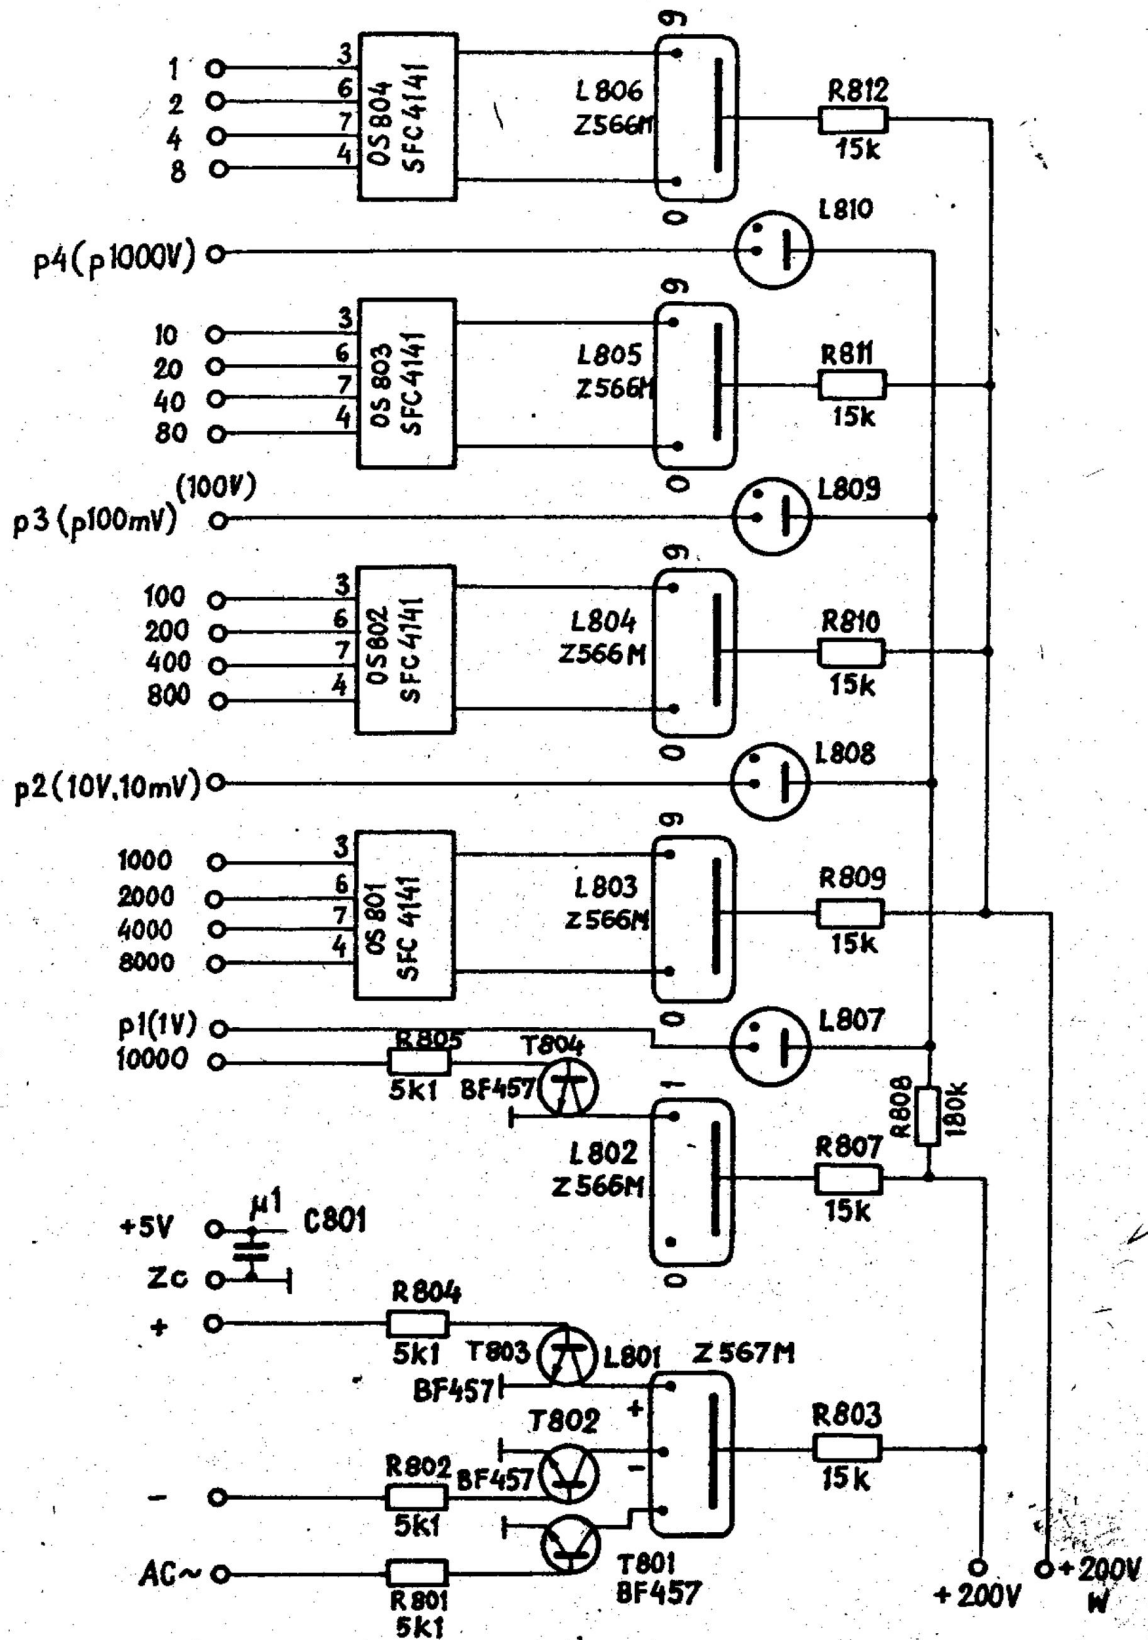 9
1
3
2
6
4
7
8
4
OS804
SFC4141
L806
Z566M
0
R812
15k
L810
p4(p1000V)
9
10
3
20
6
40
7
80
4
OS803
SFC4141
L805
Z566M
0
R811
15k
(100V)
p3 (p100mV)
L809
9
100
3
200
6
400
7
800
4
OS802
SFC4141
L804
Z566M
0
R810
15k
L808
p2(10V,10mV)
9
1000
3
2000
6
4000
7
8000
4
OS801
SFC4141
L803
Z566M
0
R809
15k
p1(1V)
L807
10000
R805
5k1
T804
BF457
1
L802
Z566M
0
R808
180k
R807
15k
+5V
µ1
C801
Zc
+
R804
5k1
T803
BF457
L801
Z567M
+
T802
BF457
-
R802
5k1
R803
15k
-
AC~
R801
5k1
T801
BF457
+200V
+200V
W